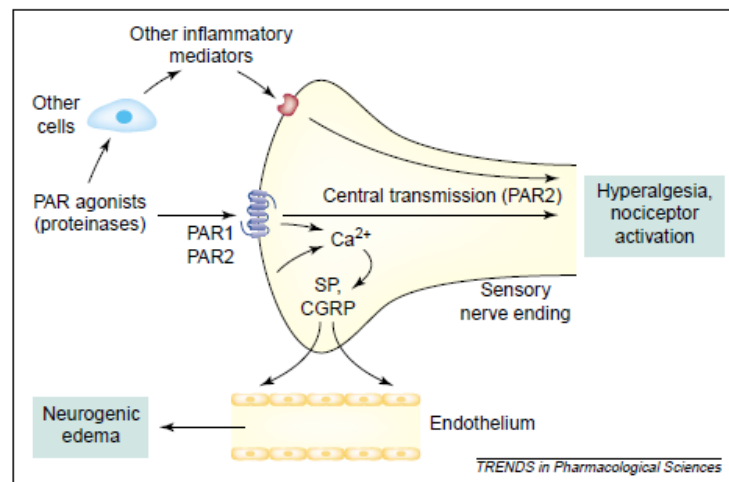 Other inflammatory
mediators
Other
cells
PAR agonists
(proteinases)
PAR1
PAR2
Central transmission (PAR2)
Hyperalgesia,
nociceptor
activation
Ca²⁺
SP,
CGRP
Sensory
nerve ending
Neurogenic
edema
Endothelium
TRENDS in Pharmacological Sciences